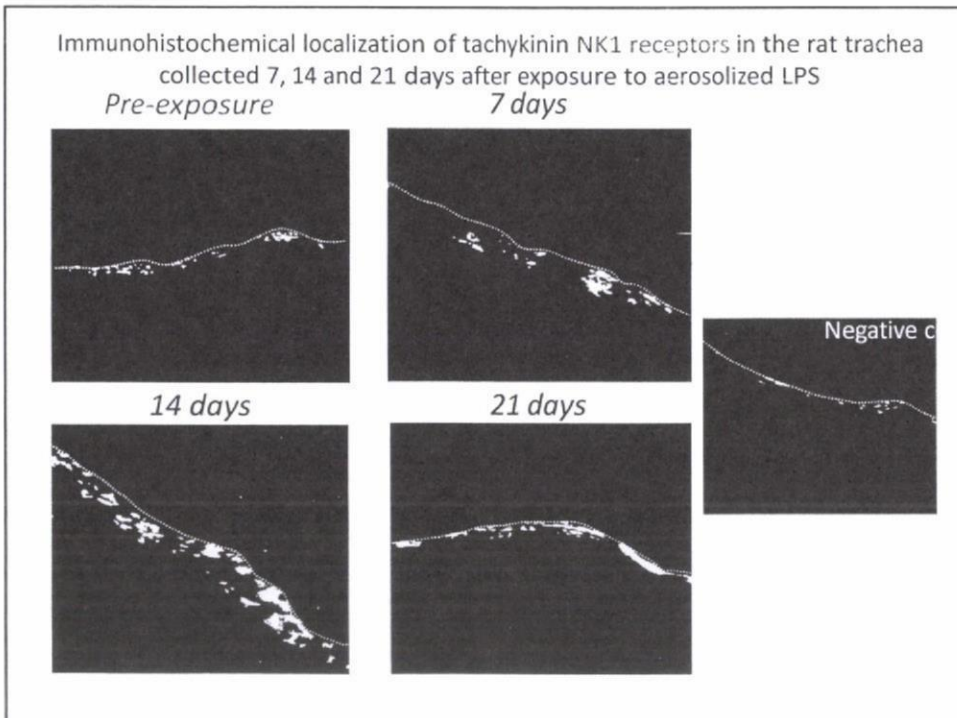 Immunohistochemical localization of tachykinin NK1 receptors in the rat trachea
collected 7, 14 and 21 days after exposure to aerosolized LPS
Pre-exposure
7 days
Negative c
14 days
21 days